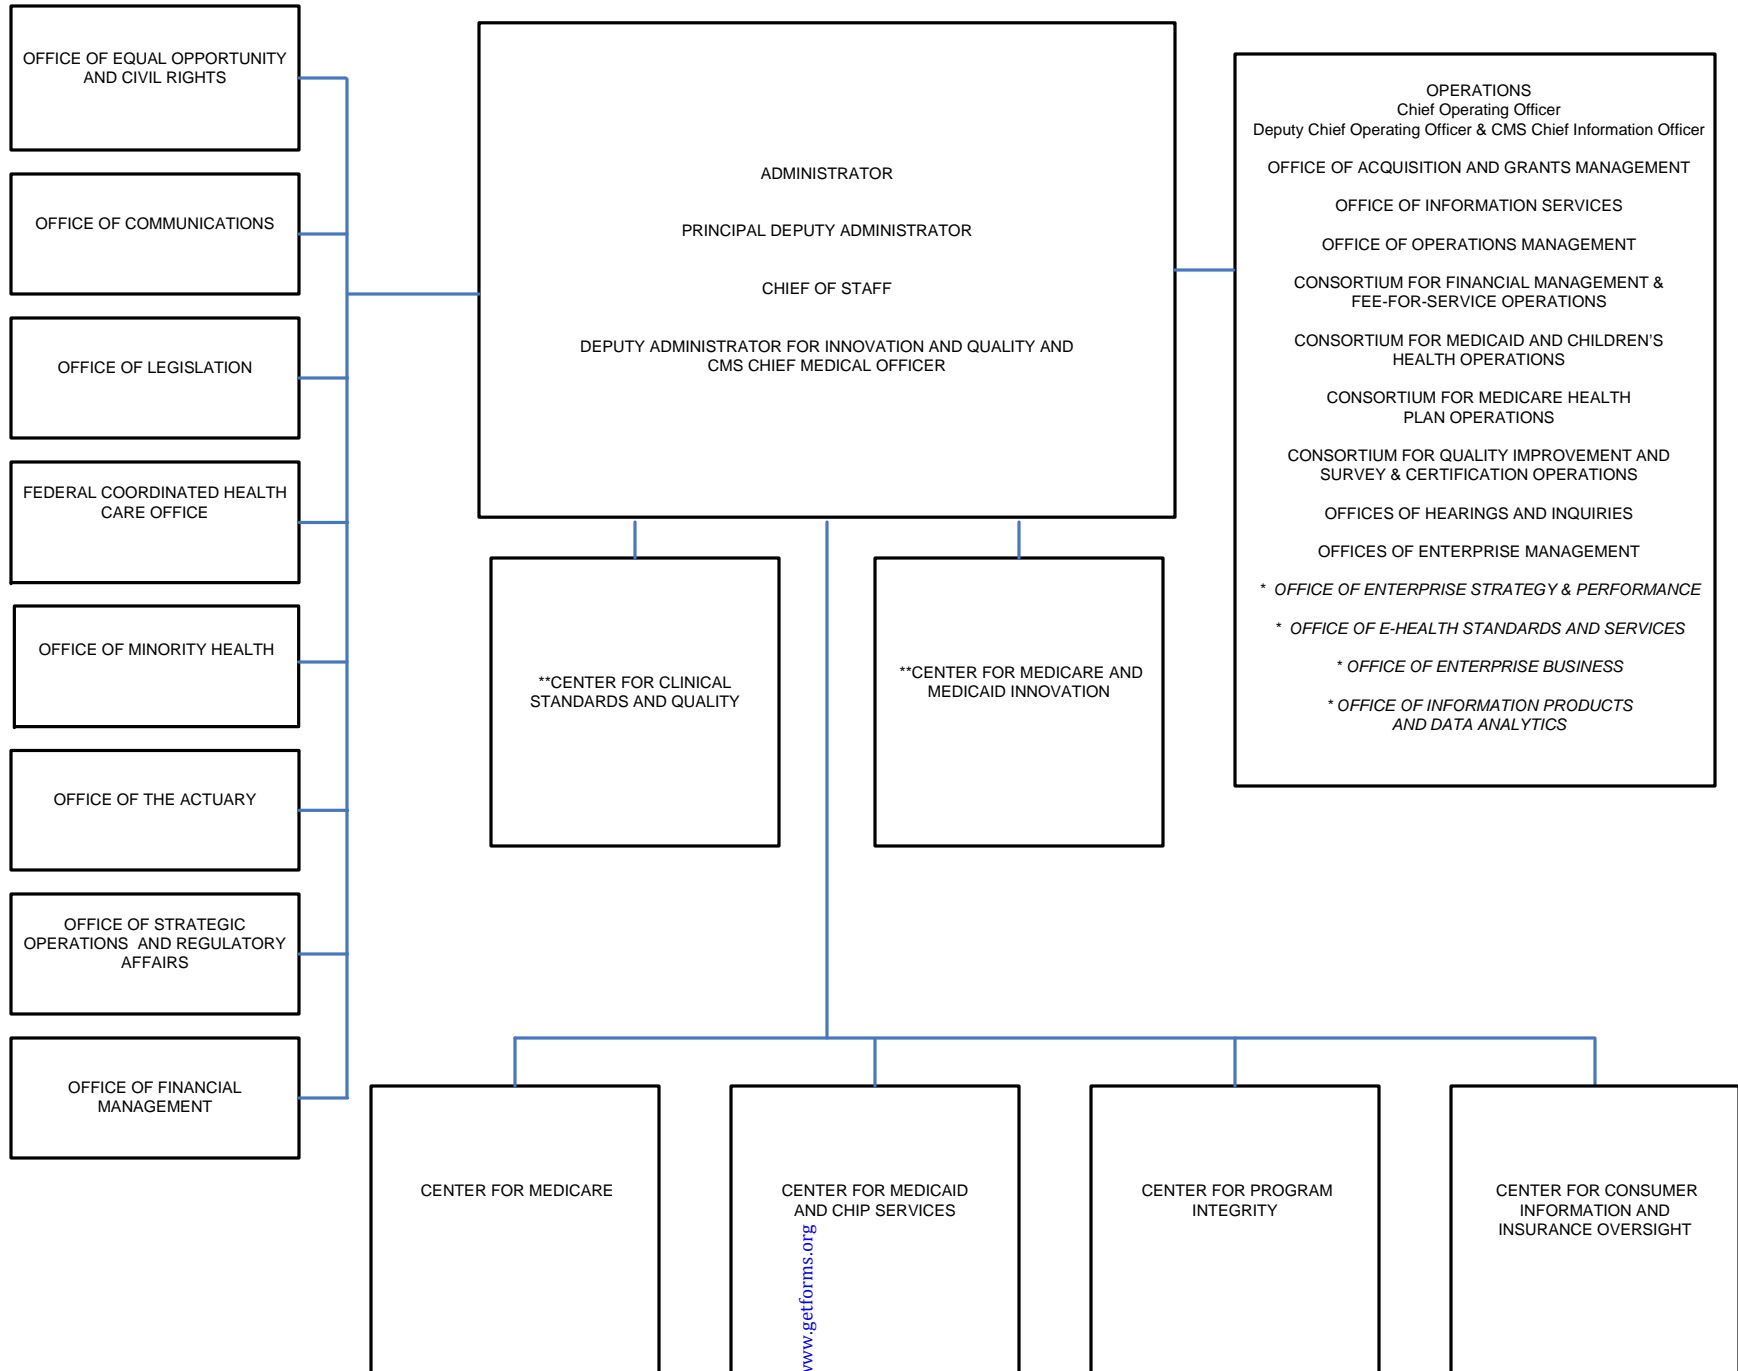 OFFICE OF EQUAL OPPORTUNITY
AND CIVIL RIGHTS
OFFICE OF COMMUNICATIONS
OFFICE OF LEGISLATION
FEDERAL COORDINATED HEALTH
CARE OFFICE
OFFICE OF MINORITY HEALTH
OFFICE OF THE ACTUARY
OFFICE OF STRATEGIC
OPERATIONS AND REGULATORY
AFFAIRS
OFFICE OF FINANCIAL
MANAGEMENT
ADMINISTRATOR
PRINCIPAL DEPUTY ADMINISTRATOR
CHIEF OF STAFF
DEPUTY ADMINISTRATOR FOR INNOVATION AND QUALITY AND
CMS CHIEF MEDICAL OFFICER
OPERATIONS
Chief Operating Officer
Deputy Chief Operating Officer & CMS Chief Information Officer
OFFICE OF ACQUISITION AND GRANTS MANAGEMENT
OFFICE OF INFORMATION SERVICES
OFFICE OF OPERATIONS MANAGEMENT
CONSORTIUM FOR FINANCIAL MANAGEMENT &
FEE-FOR-SERVICE OPERATIONS
CONSORTIUM FOR MEDICAID AND CHILDREN’S
HEALTH OPERATIONS
CONSORTIUM FOR MEDICARE HEALTH
PLAN OPERATIONS
CONSORTIUM FOR QUALITY IMPROVEMENT AND
SURVEY & CERTIFICATION OPERATIONS
OFFICES OF HEARINGS AND INQUIRIES
OFFICES OF ENTERPRISE MANAGEMENT
* OFFICE OF ENTERPRISE STRATEGY & PERFORMANCE
* OFFICE OF E-HEALTH STANDARDS AND SERVICES
* OFFICE OF ENTERPRISE BUSINESS
* OFFICE OF INFORMATION PRODUCTS
AND DATA ANALYTICS
**CENTER FOR CLINICAL
STANDARDS AND QUALITY
**CENTER FOR MEDICARE AND
MEDICAID INNOVATION
CENTER FOR MEDICARE
CENTER FOR MEDICAID
AND CHIP SERVICES
CENTER FOR PROGRAM
INTEGRITY
CENTER FOR CONSUMER
INFORMATION AND
INSURANCE OVERSIGHT
www.getforms.org